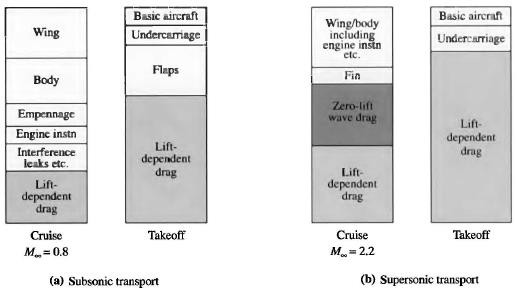 Wing
Body
Empennage
Engine instn
Interference
leaks etc.
Lift-
dependent
drag
Cruise
M∞ = 0.8
Basic aircraft
Undercarriage
Flaps
Lift-
dependent
drag
Takeoff
(a) Subsonic transport
Wing/body
including
engine instn
etc.
Fin
Zero-lift
wave drag
Lift-
dependent
drag
Cruise
M∞ = 2.2
Basic aircraft
Undercarriage
Lift-
dependent
drag
Takeoff
(b) Supersonic transport